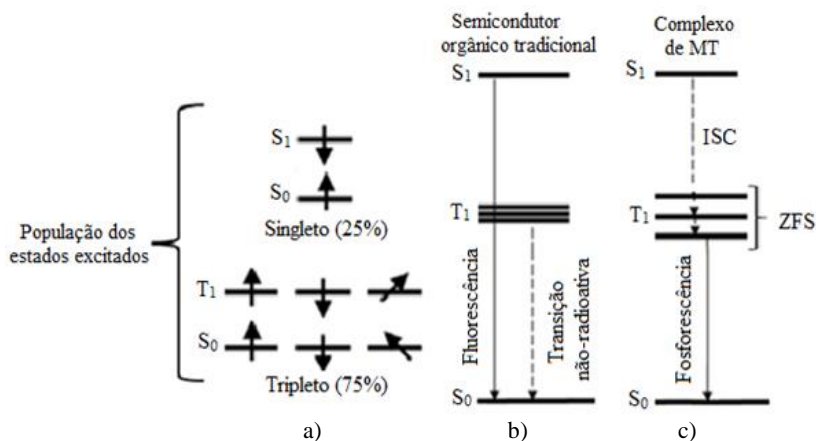 População dos
estados excitados
S1
S0
Singleto (25%)
T1
S0
Tripleto (75%)
a)
Semicondutor
orgânico tradicional
S1
T1
Fluorescência
Transição
não-radioativa
S0
b)
Complexo
de MT
S1
ISC
T1
ZFS
Fosforescência
S0
c)